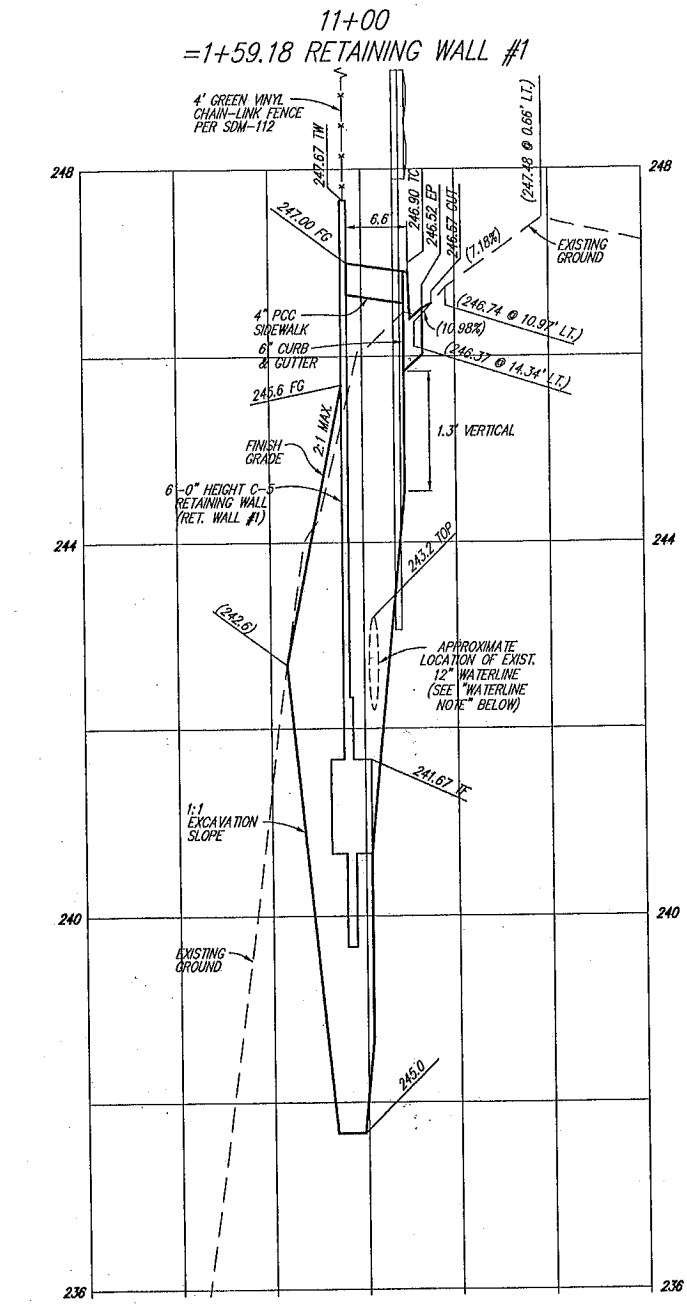 11+00
=1+59.18 RETAINING WALL #1
4' GREEN VINYL
CHAIN-LINK FENCE
PER SDM-112
247.67 TW
(247.48 @ 0.66' LT.)
248
248
246.90 TC
246.52 EP
246.57 GUT
6.6'
247.00 FG
(7.18%)
EXISTING
GROUND
4" PCC
SIDEWALK
(246.74 @ 10.97' LT.)
(10.98%)
6" CURB
& GUTTER
(246.37 @ 14.34' LT.)
245.6 FG
2:1 MAX.
1.3' VERTICAL
FINISH
GRADE
6'-0" HEIGHT C-5
RETAINING WALL
(RET. WALL #1)
244
244
243.2 TOP
(242.6)
APPROXIMATE
LOCATION OF EXIST.
12" WATERLINE
(SEE "WATERLINE
NOTE" BELOW)
241.67 TF
1:1
EXCAVATION
SLOPE
240
240
EXISTING
GROUND
245.0
236
236